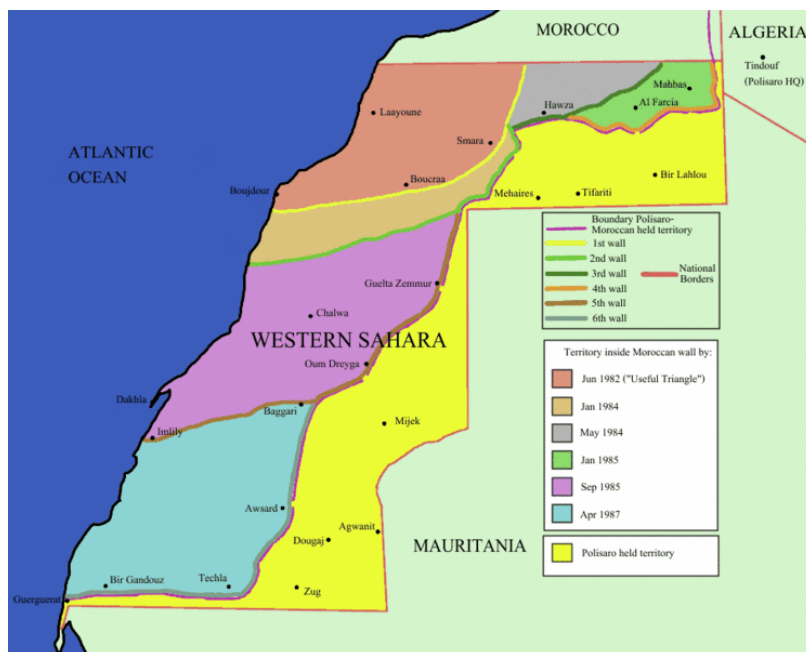 MOROCCO
ALGERIA
Tindouf
(Polisaro HQ)
Mahbas
Al Farcia
Hawza
Laayoune
Smara
ATLANTIC
OCEAN
Boucraa
Bir Lahlou
Boujdour
Mehaires
Tifariti
Boundary Polisaro-
Moroccan held territory
1st wall
2nd wall
3rd wall
4th wall
5th wall
6th wall
National
Borders
Guelta Zemmur
Chalwa
WESTERN SAHARA
Oum Dreyga
Territory inside Moroccan wall by:
Jun 1982 ("Useful Triangle")
Jan 1984
May 1984
Jan 1985
Sep 1985
Apr 1987
Polisaro held territory
Dakhla
Baggari
Imlily
Mijek
Awsard
Agwanit
Dougaj
MAURITANIA
Bir Gandouz
Techla
Zug
Guerguerat